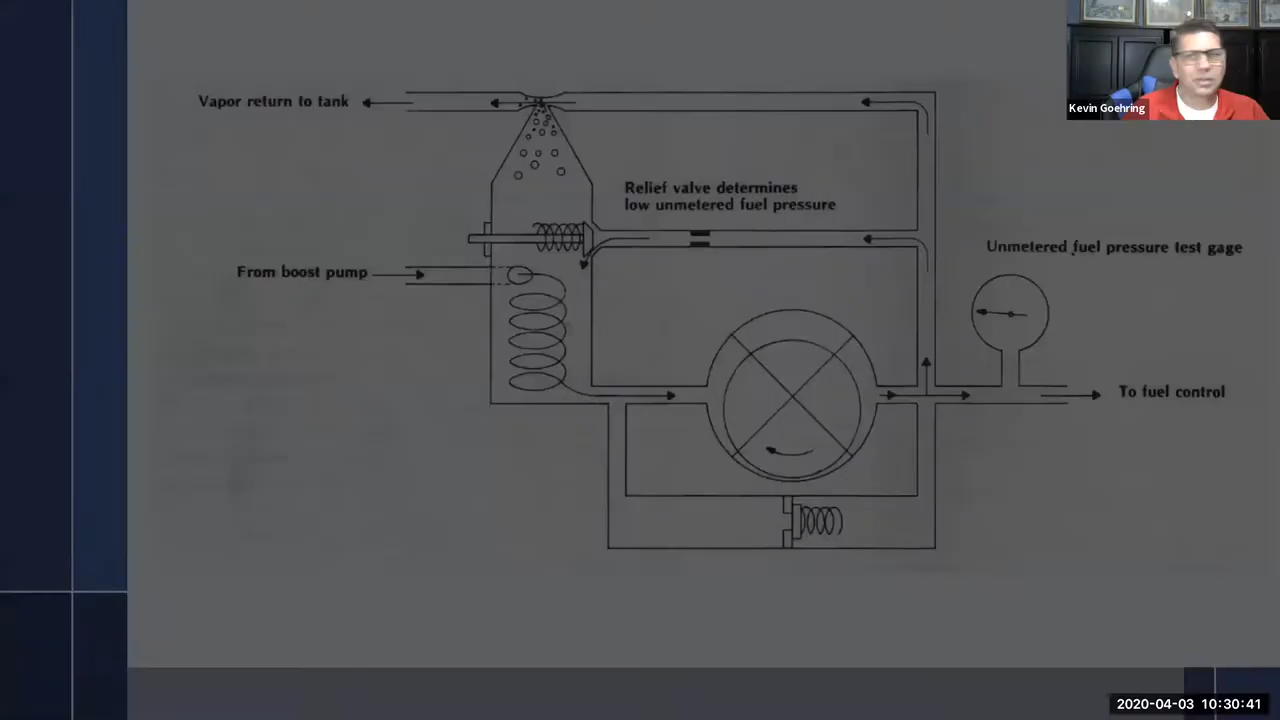 Vapor return to tank
Kevin Goehring
Relief valve determines
low unmetered fuel pressure
Unmetered fuel pressure test gage
From boost pump
To fuel control
2020-04-03 10:30:41